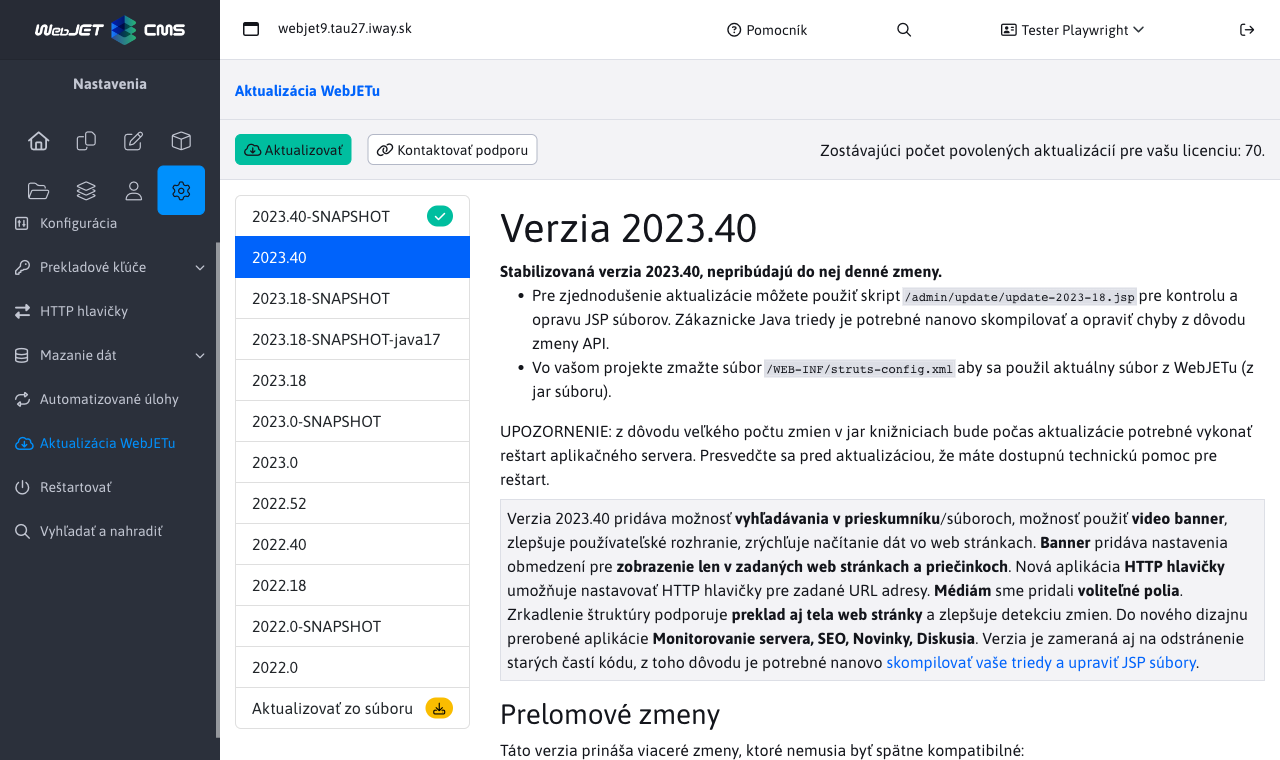 WebJET CMS
webjet9.tau27.iway.sk
Pomocník
Tester Playwright
Nastavenia
Konfigurácia
Prekladové kľúče
HTTP hlavičky
Mazanie dát
Automatizované úlohy
Aktualizácia WebJETu
Reštartovať
Vyhľadať a nahradiť
Aktualizácia WebJETu
Aktualizovať
Kontaktovať podporu
Zostávajúci počet povolených aktualizácií pre vašu licenciu: 70.
2023.40-SNAPSHOT
2023.40
2023.18-SNAPSHOT
2023.18-SNAPSHOT-java17
2023.18
2023.0-SNAPSHOT
2023.0
2022.52
2022.40
2022.18
2022.0-SNAPSHOT
2022.0
Aktualizovať zo súboru
Verzia 2023.40
Stabilizovaná verzia 2023.40, nepribúdajú do nej denné zmeny.
• Pre zjednodušenie aktualizácie môžete použiť skript /admin/update/update-2023-18.jsp pre kontrolu a
opravu JSP súborov. Zákaznicke Java triedy je potrebné nanovo skompilovať a opraviť chyby z dôvodu
zmeny API.
• Vo vašom projekte zmažte súbor /WEB-INF/struts-config.xml aby sa použil aktuálny súbor z WebJETu (z
jar súboru).
UPOZORNENIE: z dôvodu veľkého počtu zmien v jar knižniciach bude počas aktualizácie potrebné vykonať
reštart aplikačného servera. Presvedčte sa pred aktualizáciou, že máte dostupnú technickú pomoc pre
reštart.
Verzia 2023.40 pridáva možnosť vyhľadávania v prieskumníku/súboroch, možnosť použiť video banner,
zlepšuje používateľské rozhranie, zrýchľuje načítanie dát vo web stránkach. Banner pridáva nastavenia
obmedzení pre zobrazenie len v zadaných web stránkach a priečinkoch. Nová aplikácia HTTP hlavičky
umožňuje nastavovať HTTP hlavičky pre zadané URL adresy. Médiám sme pridali voliteľné polia.
Zrkadlenie štruktúry podporuje preklad aj tela web stránky a zlepšuje detekciu zmien. Do nového dizajnu
prerobené aplikácie Monitorovanie servera, SEO, Novinky, Diskusia. Verzia je zameraná aj na odstránenie
starých častí kódu, z toho dôvodu je potrebné nanovo skompilovať vaše triedy a upraviť JSP súbory.
Prelomové zmeny
Táto verzia prináša viaceré zmeny, ktoré nemusia byť spätne kompatibilné: